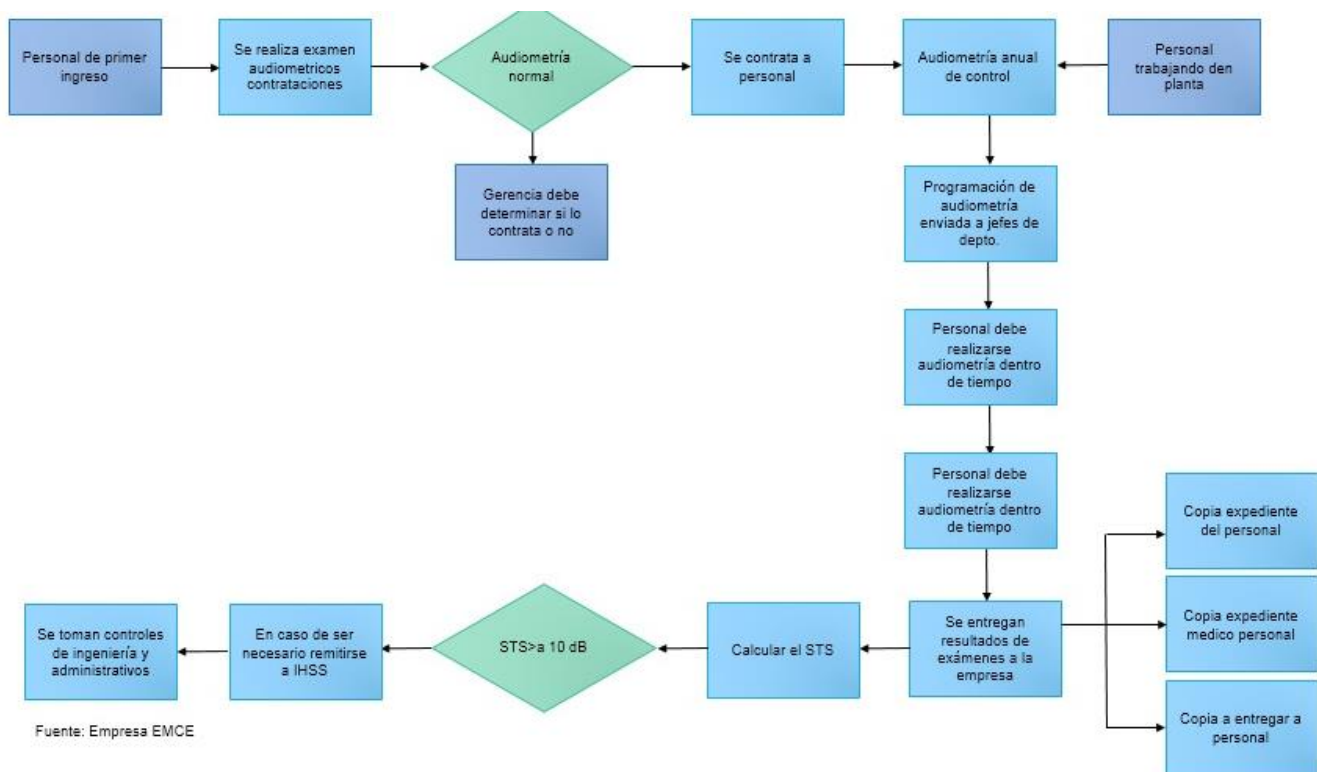 Personal de primer
ingreso
Se realiza examen
audiometricos
contrataciones
Audiometría
normal
Se contrata a
personal
Audiometría anual
de control
Personal
trabajando den
planta
Gerencia debe
determinar si lo
contrata o no
Programación de
audiometría
enviada a jefes de
depto.
Personal debe
realizarse
audiometría dentro
de tiempo
Personal debe
realizarse
audiometría dentro
de tiempo
Copia expediente
del personal
Se toman controles
de ingeniería y
administrativos
En caso de ser
necesario remitirse
a IHSS
STS>a 10 dB
Calcular el STS
Se entregan
resultados de
exámenes a la
empresa
Copia expediente
medico personal
Copia a entregar a
personal
Fuente: Empresa EMCE